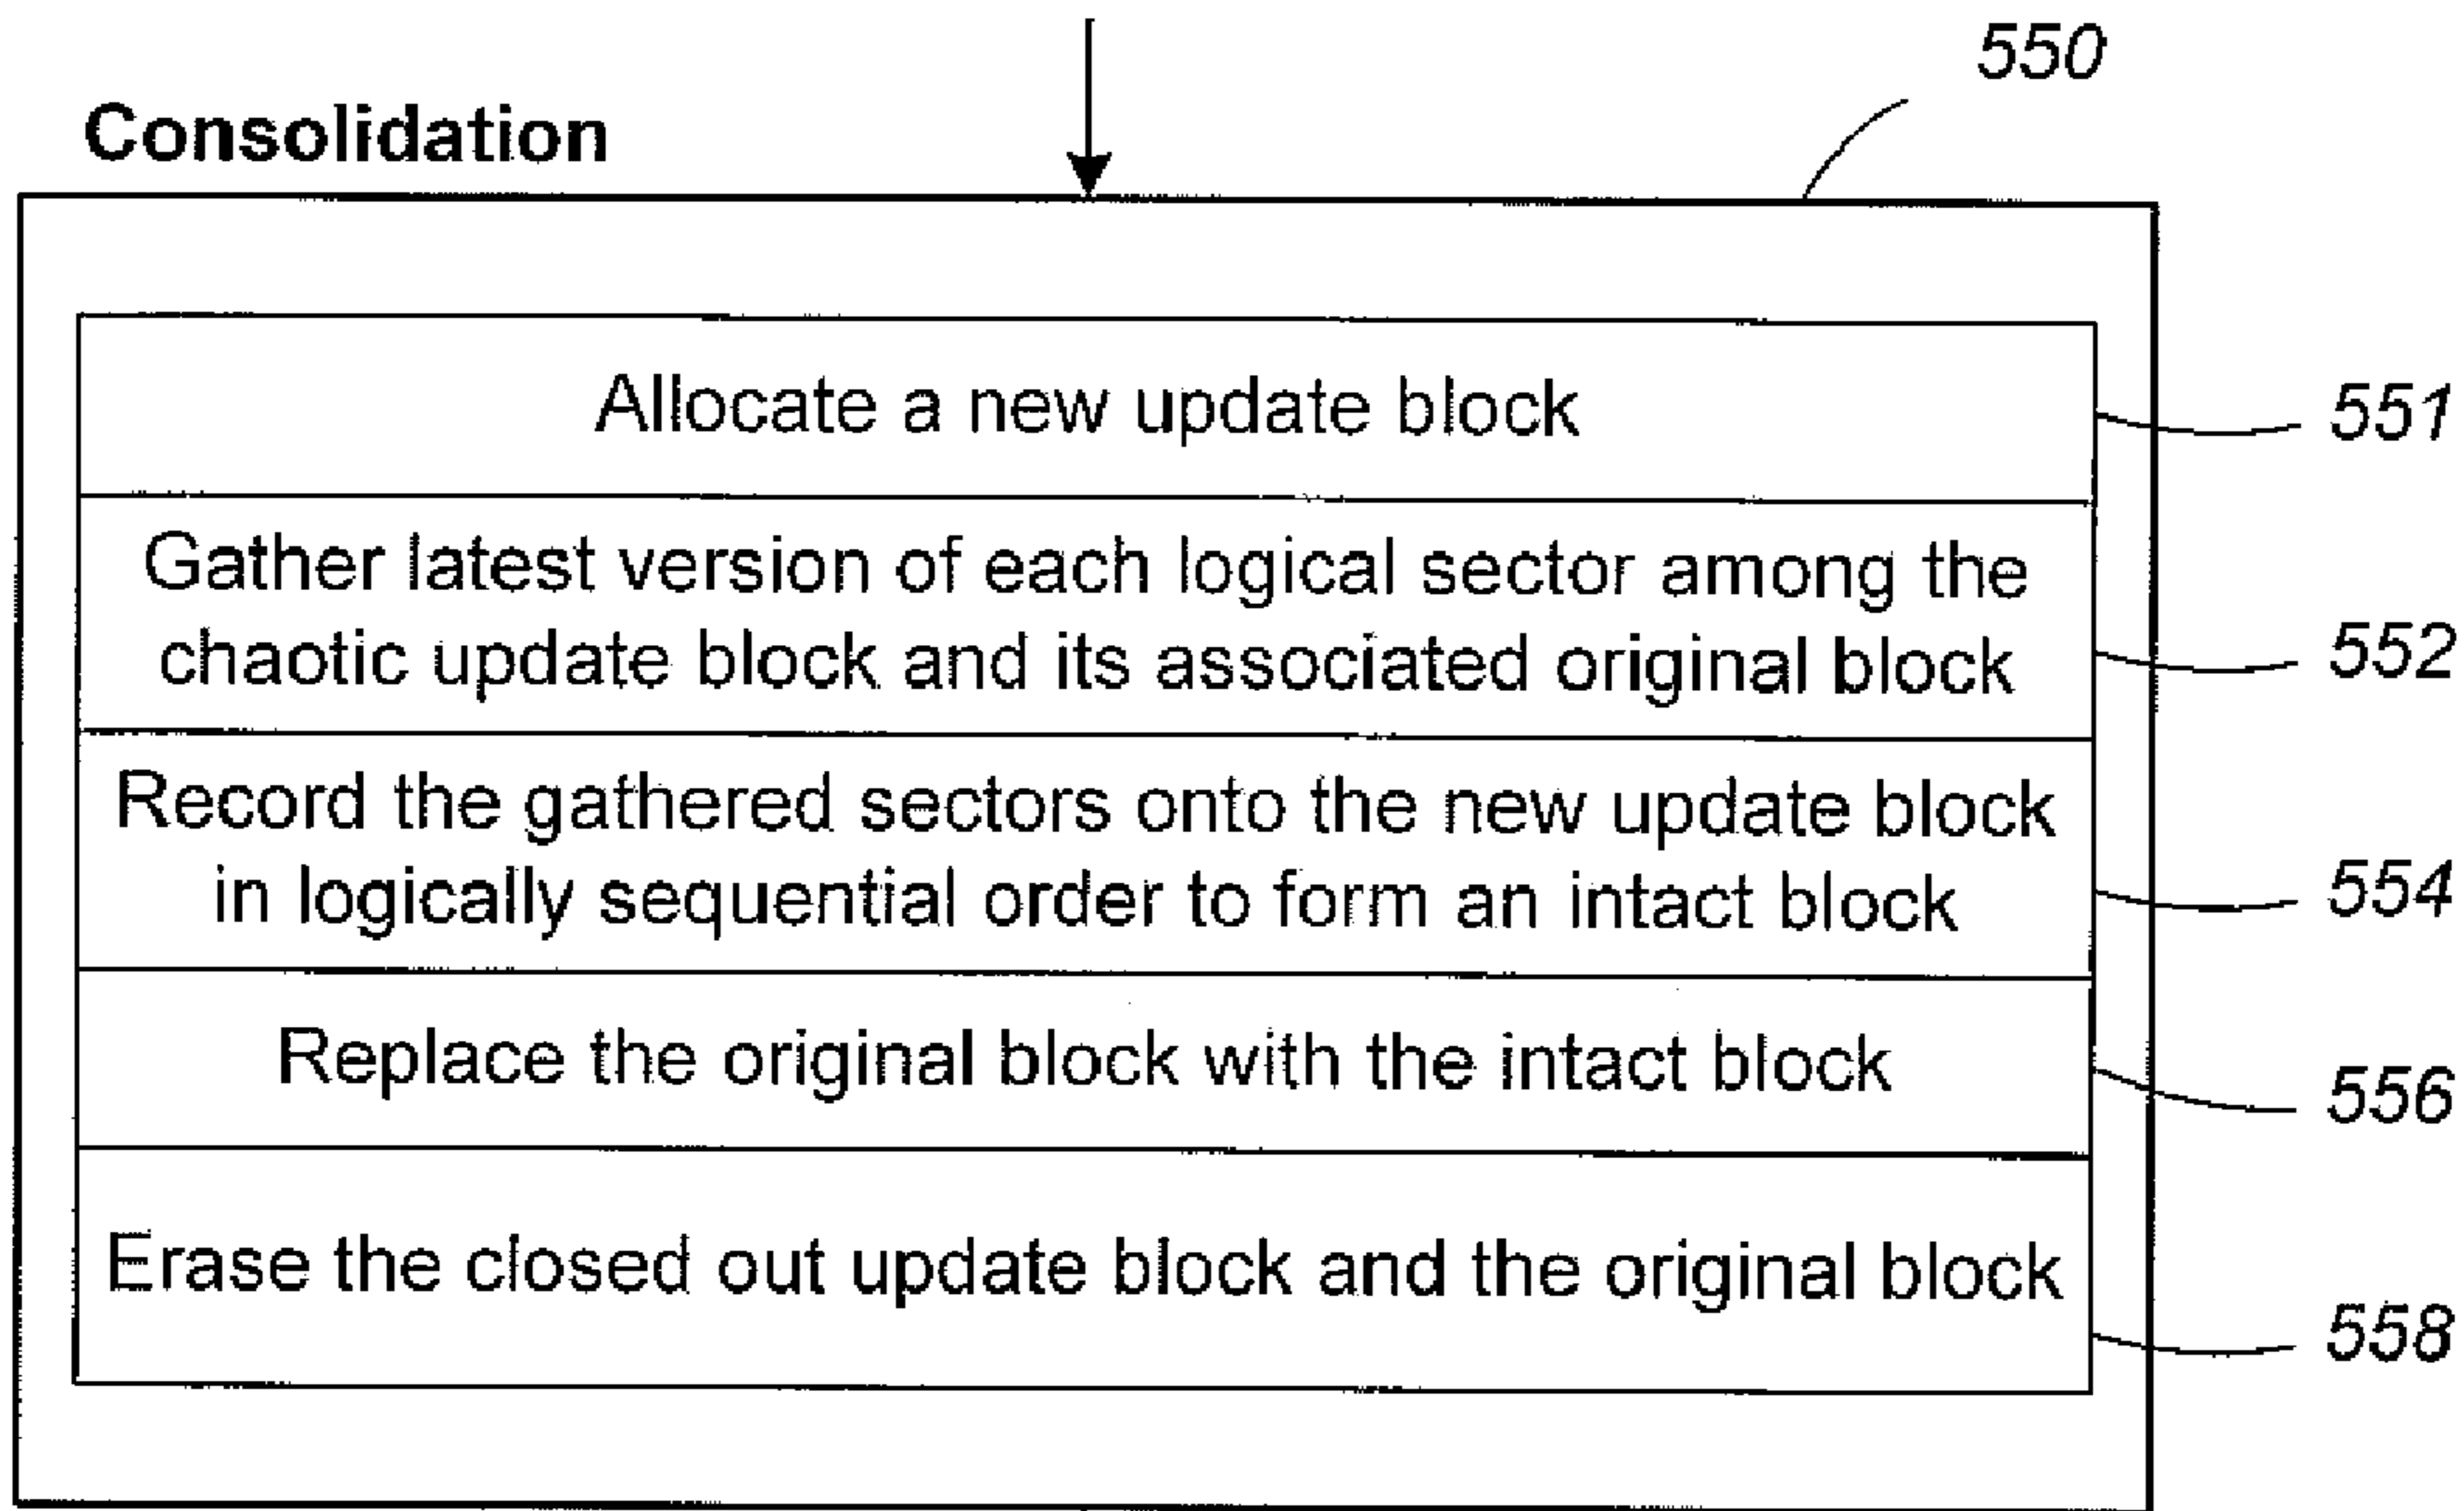 550
Consolidation
Allocate a new update block
551
Gather latest version of each logical sector among the
chaotic update block and its associated original block
552
Record the gathered sectors onto the new update block
in logically sequential order to form an intact block
554
Replace the original block with the intact block
556
Erase the closed out update block and the original block
558